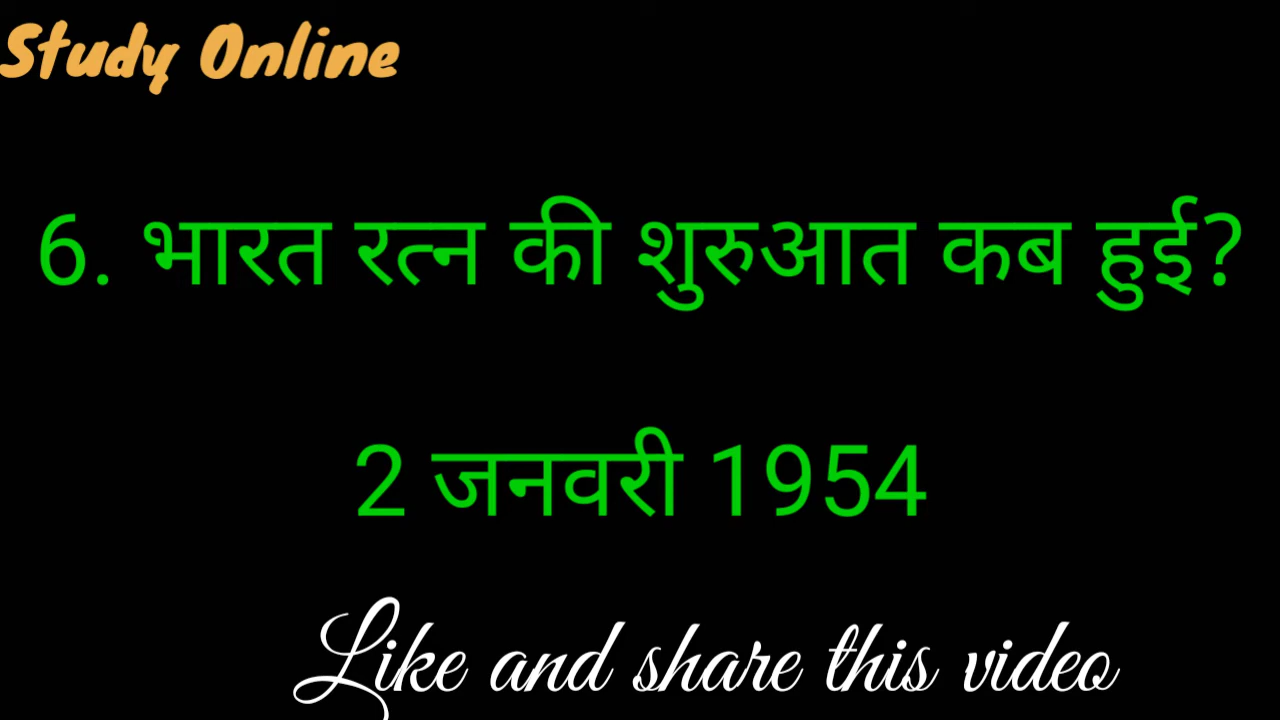 Study Online
6. भारत रत्न की शुरुआत कब हुई?
2 जनवरी 1954
Like and share this video